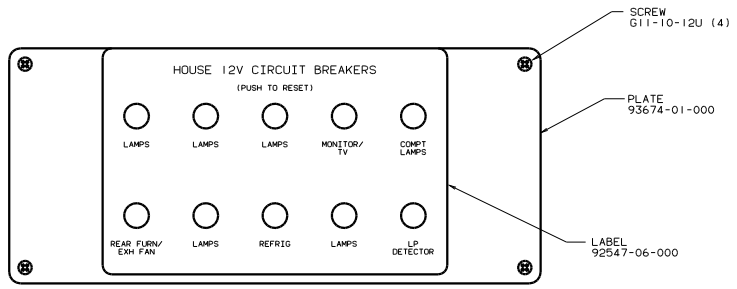 SCREW
G11-10-12U (4)
HOUSE 12V CIRCUIT BREAKERS
(PUSH TO RESET)
PLATE
93674-01-000
LAMPS LAMPS LAMPS MONITOR/ COMPT
TV LAMPS
REAR FURN/ LAMPS REFRIG LAMPS LP
EXH FAN DETECTOR
LABEL
92547-06-000